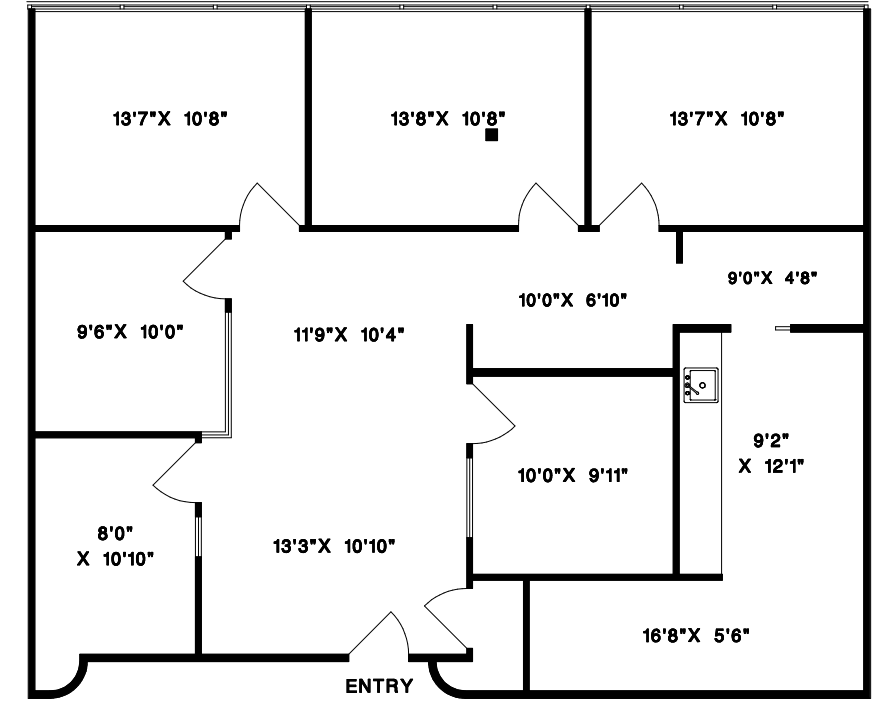 13'7"X 10'8"
13'8"X 10'8"
13'7"X 10'8"
9'0"X 4'8"
10'0"X 6'10"
9'6"X 10'0"
11'9"X 10'4"
9'2"
X 12'1"
10'0"X 9'11"
8'0"
X 10'10"
13'3"X 10'10"
16'8"X 5'6"
ENTRY